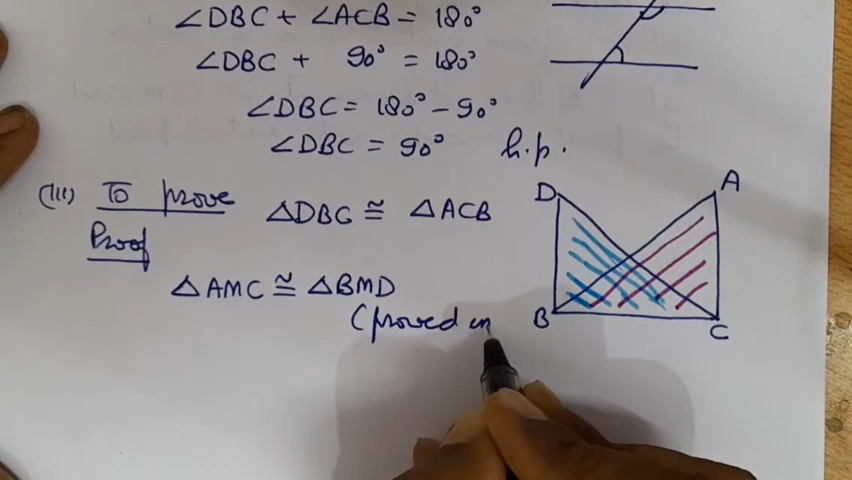 ∠DBC + ∠ACB = 180°
∠DBC + 90° = 180°
∠DBC = 180° - 90°
∠DBC = 90° h.p.
(III) To prove ΔDBC ≅ ΔACB
Proof
ΔAMC ≅ ΔBMD
(proved in
D A
B C